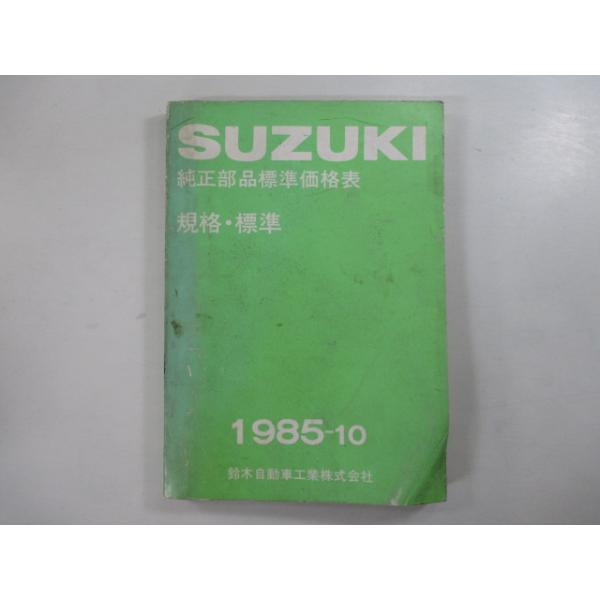 SUZUKI
純正部品標準価格表
規格・標準
1985-10
鈴木自動車工業株式会社